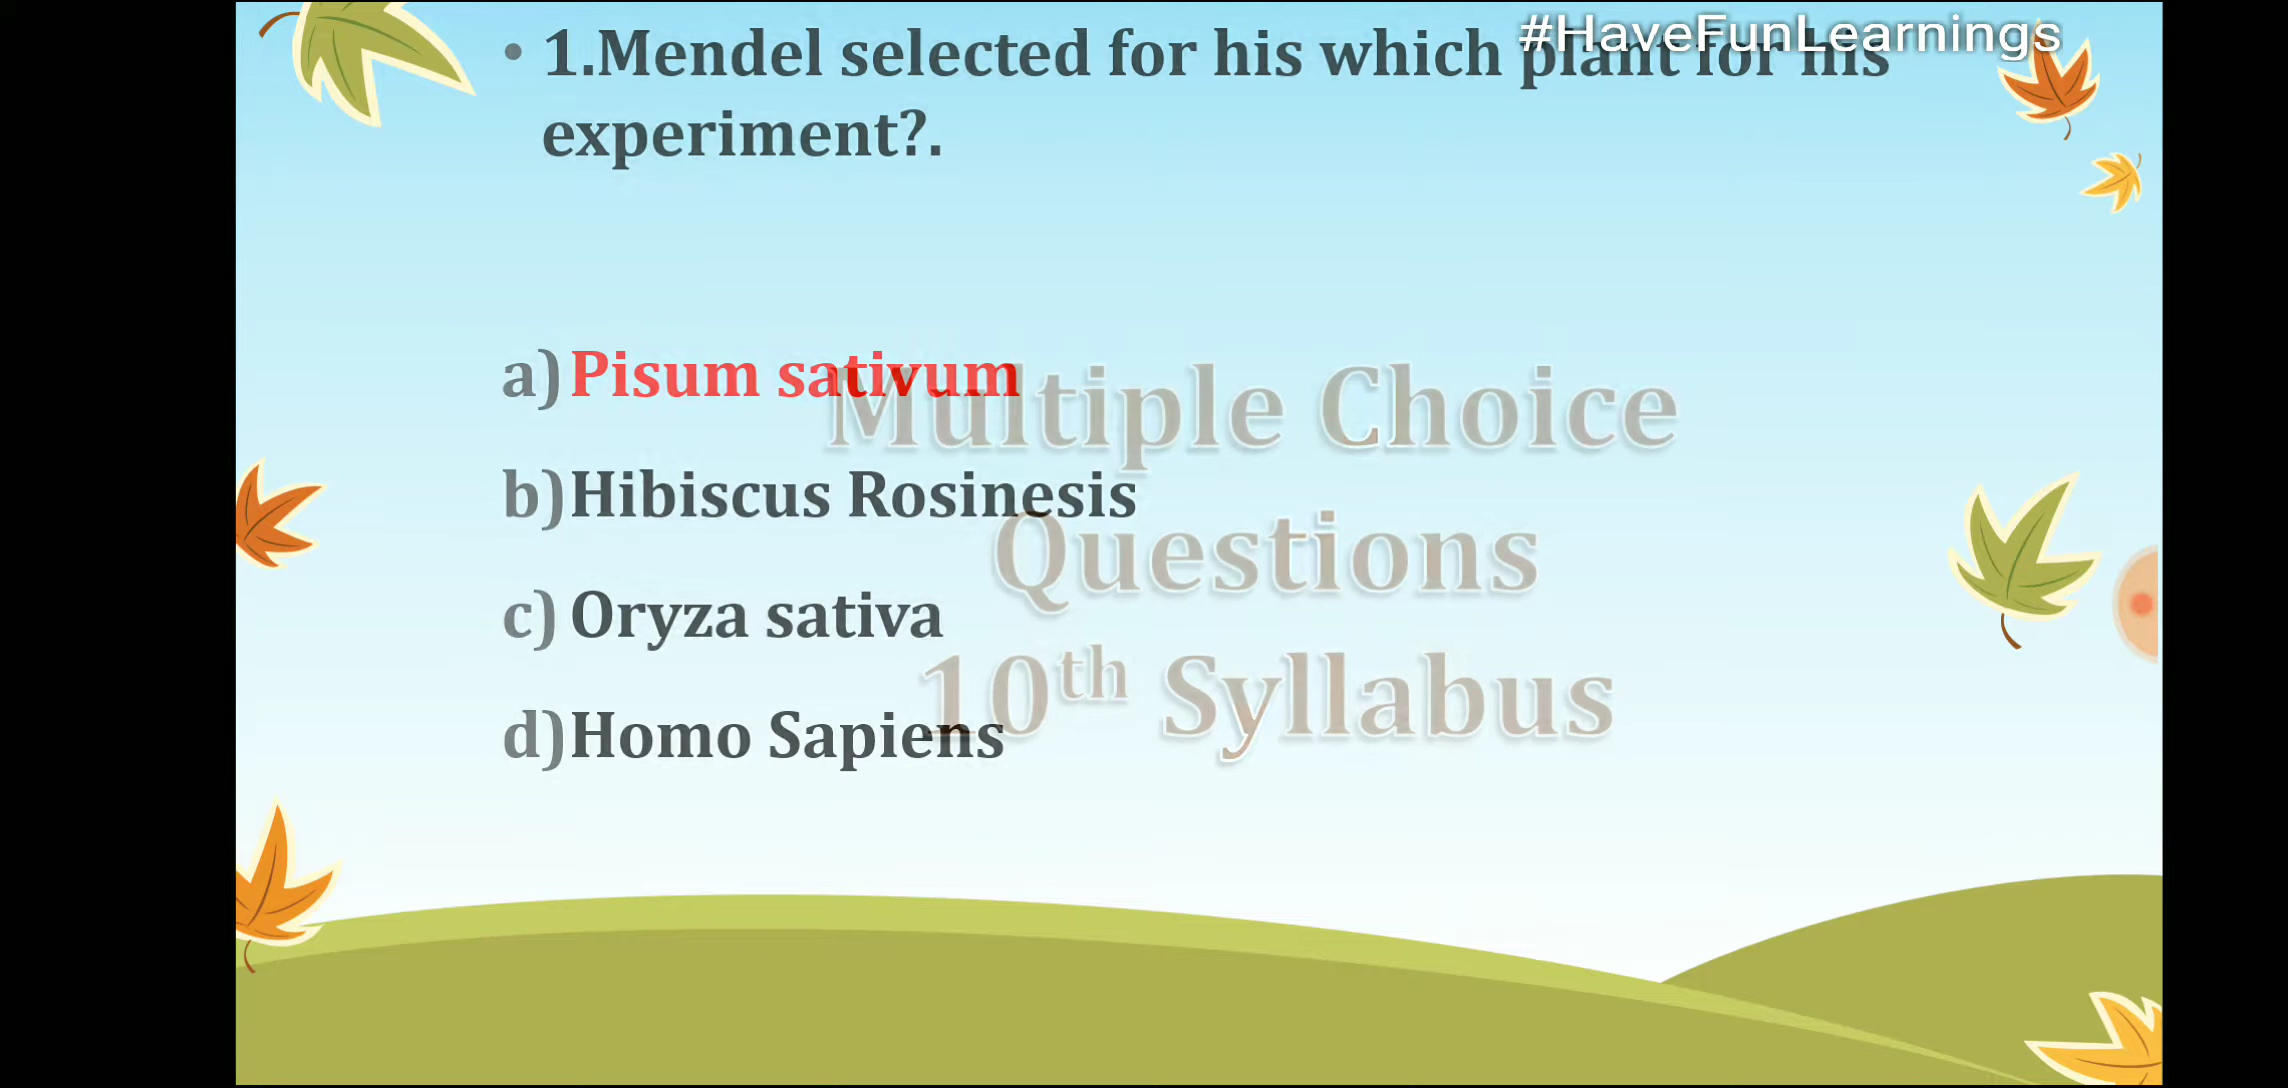 #HaveFunLearnings
• 1.Mendel selected for his which plant for his
experiment?.
a) Pisum sativum
b) Hibiscus Rosinesis
c) Oryza sativa
d) Homo Sapiens
Multiple Choice
Questions
10th Syllabus